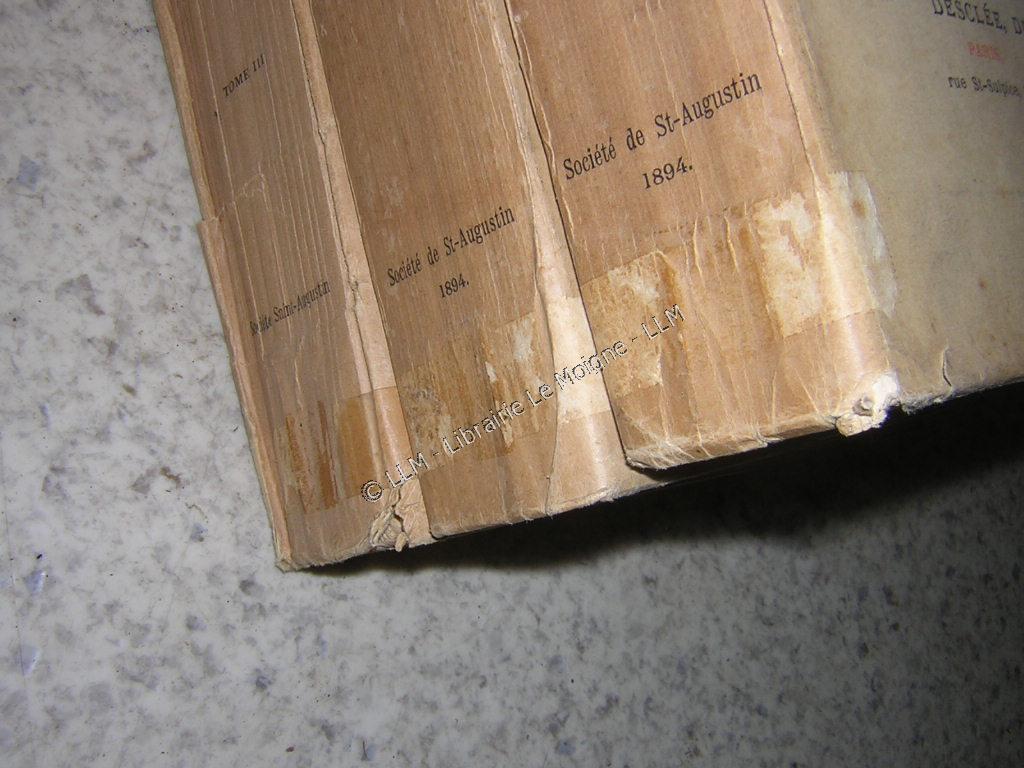 TOME III
Société Saint-Augustin
Société de St-Augustin
1894.
Société de St-Augustin
1894.
DESCLÉE, D
PARIS
rue St-Sulpice,
© LLM - Librairie Le Moigne - LLM